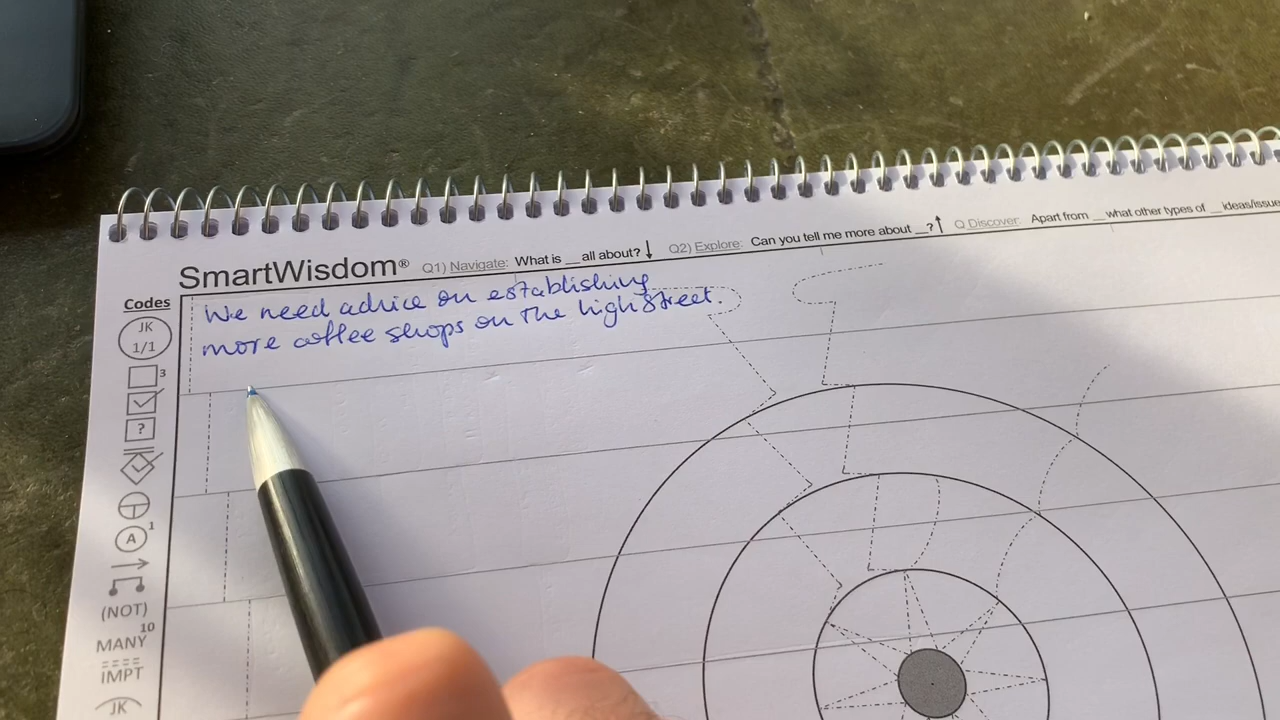 SmartWisdom® Q1) Navigate: What is __ all about?↓ Q2) Explore: Can you tell me more about __?↑ Q Discover: Apart from __ what other types of __ ideas/issue
Codes
We need advice on establishing
more coffee shops on the high street.
JK
1/1
3
?
A 1
(NOT)
10
MANY
IMPT
JK